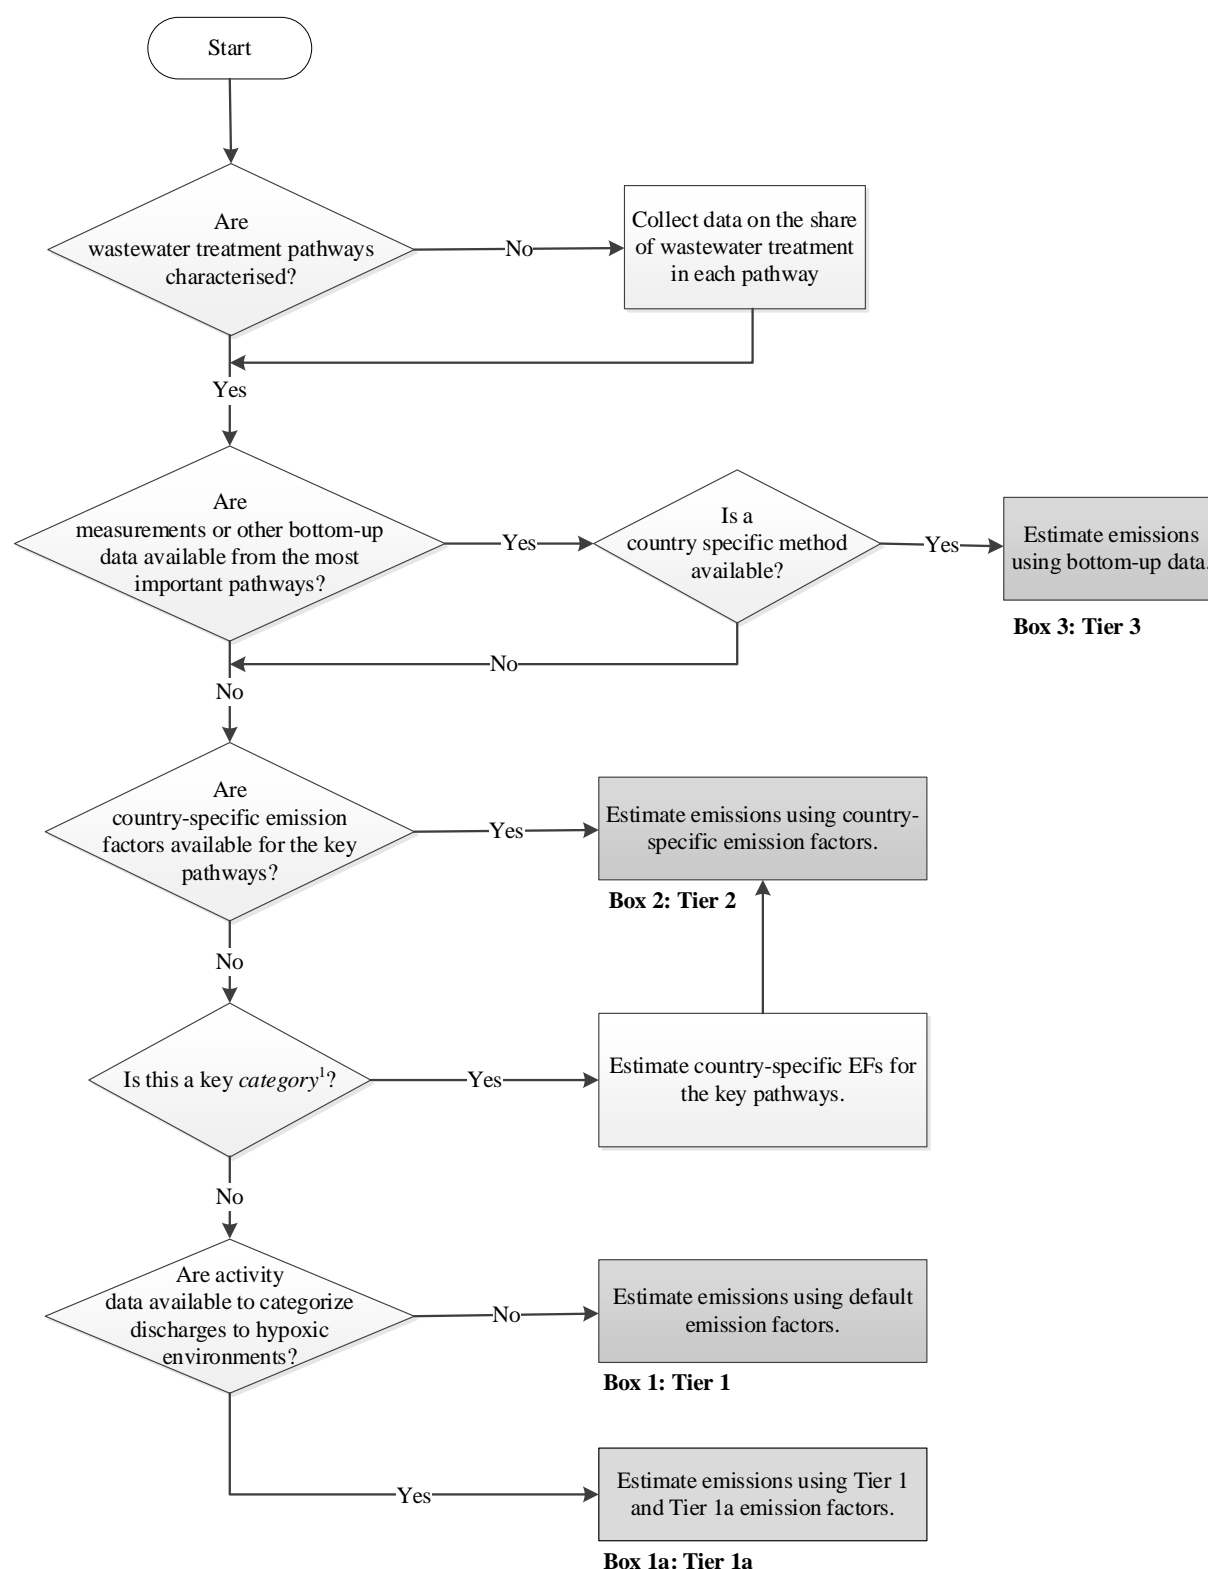 Start
Are
wastewater treatment pathways
characterised?
No
Collect data on the share
of wastewater treatment
in each pathway
Yes
Are
measurements or other bottom-up
data available from the most
important pathways?
Yes
Is a
country specific method
available?
Yes
Estimate emissions
using bottom-up data.
Box 3: Tier 3
No
No
Are
country-specific emission
factors available for the key
pathways?
Yes
Estimate emissions using country-
specific emission factors.
Box 2: Tier 2
No
Is this a key category¹?
Yes
Estimate country-specific EFs for
the key pathways.
No
Are activity
data available to categorize
discharges to hypoxic
environments?
No
Estimate emissions using default
emission factors.
Box 1: Tier 1
Yes
Estimate emissions using Tier 1
and Tier 1a emission factors.
Box 1a: Tier 1a